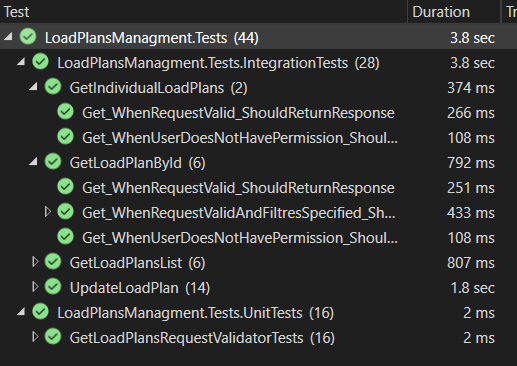 Test Duration Tr
LoadPlansManagment.Tests (44) 3.8 sec
LoadPlansManagment.Tests.IntegrationTests (28) 3.8 sec
GetIndividualLoadPlans (2) 374 ms
Get_WhenRequestValid_ShouldReturnResponse 266 ms
Get_WhenUserDoesNotHavePermission_Shoul... 108 ms
GetLoadPlanById (6) 792 ms
Get_WhenRequestValid_ShouldReturnResponse 251 ms
Get_WhenRequestValidAndFiltresSpecified_Sh... 433 ms
Get_WhenUserDoesNotHavePermission_Shoul... 108 ms
GetLoadPlansList (6) 807 ms
UpdateLoadPlan (14) 1.8 sec
LoadPlansManagment.Tests.UnitTests (16) 2 ms
GetLoadPlansRequestValidatorTests (16) 2 ms